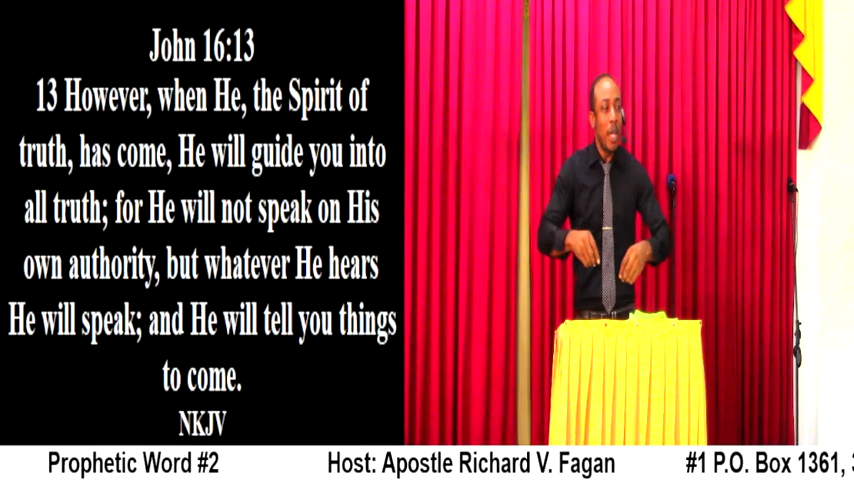 John 16:13
13 However, when He, the Spirit of
truth, has come, He will guide you into
all truth; for He will not speak on His
own authority, but whatever He hears
He will speak; and He will tell you things
to come.
NKJV
Prophetic Word #2 Host: Apostle Richard V. Fagan #1 P.O. Box 1361,